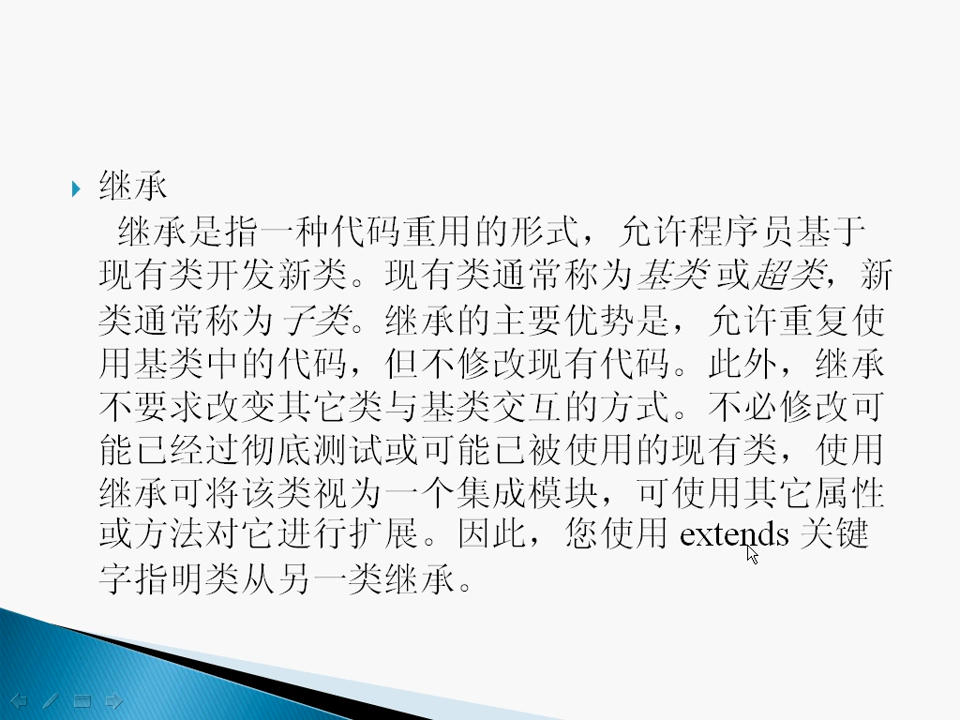 继承
继承是指一种代码重用的形式，允许程序员基于
现有类开发新类。现有类通常称为基类或超类，新
类通常称为子类。继承的主要优势是，允许重复使
用基类中的代码，但不修改现有代码。此外，继承
不要求改变其它类与基类交互的方式。不必修改可
能已经过彻底测试或可能已被使用的现有类，使用
继承可将该类视为一个集成模块，可使用其它属性
或方法对它进行扩展。因此，您使用 extends 关键
字指明类从另一类继承。